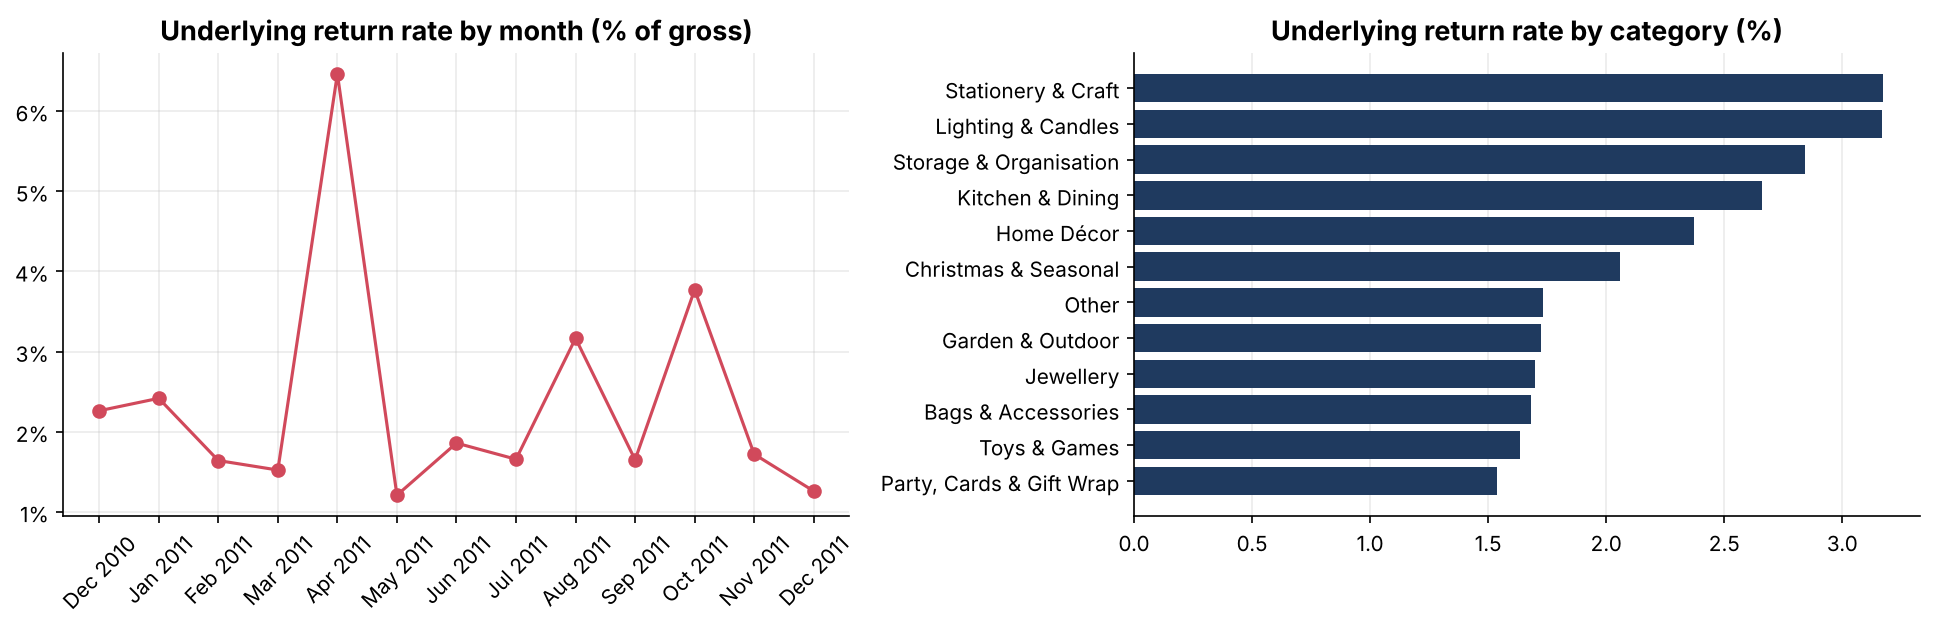 Underlying return rate by month (% of gross)
6%
5%
4%
3%
2%
1%
Dec 2010
Jan 2011
Feb 2011
Mar 2011
Apr 2011
May 2011
Jun 2011
Jul 2011
Aug 2011
Sep 2011
Oct 2011
Nov 2011
Dec 2011
Underlying return rate by category (%)
Stationery & Craft
Lighting & Candles
Storage & Organisation
Kitchen & Dining
Home Décor
Christmas & Seasonal
Other
Garden & Outdoor
Jewellery
Bags & Accessories
Toys & Games
Party, Cards & Gift Wrap
0.0 0.5 1.0 1.5 2.0 2.5 3.0